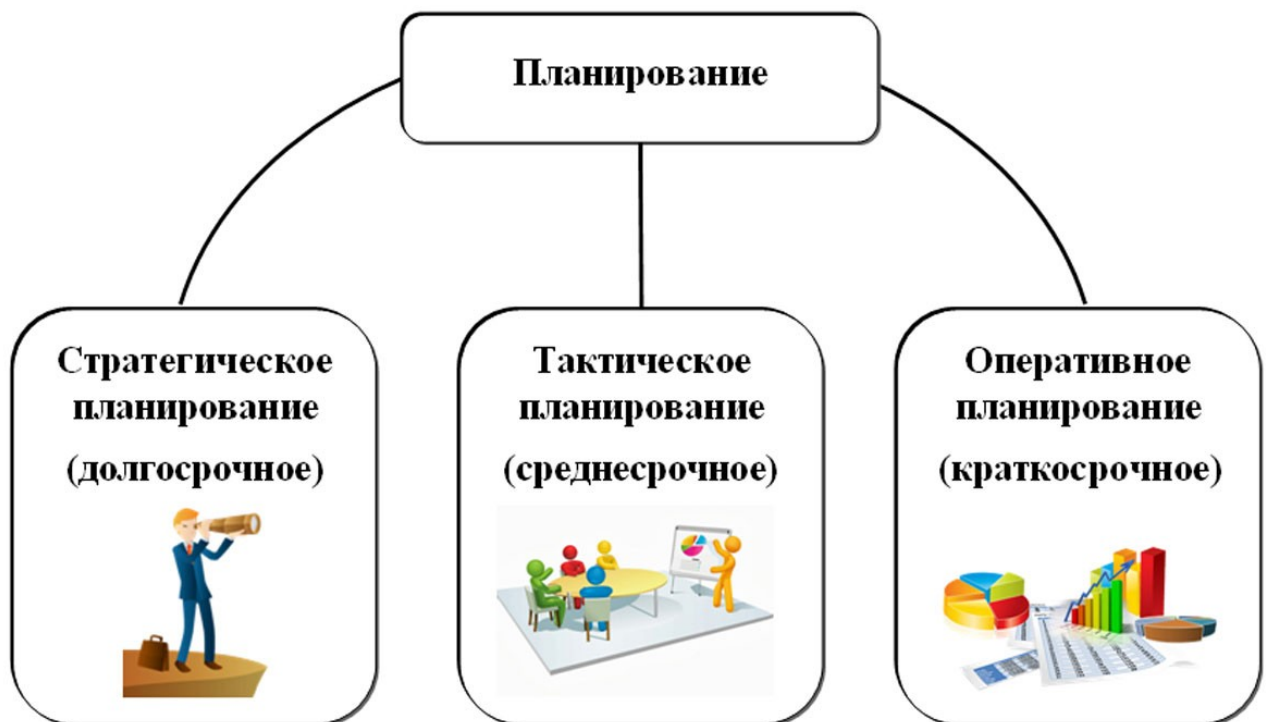 Планирование
Стратегическое
планирование
(долгосрочное)
Тактическое
планирование
(среднесрочное)
Оперативное
планирование
(краткосрочное)